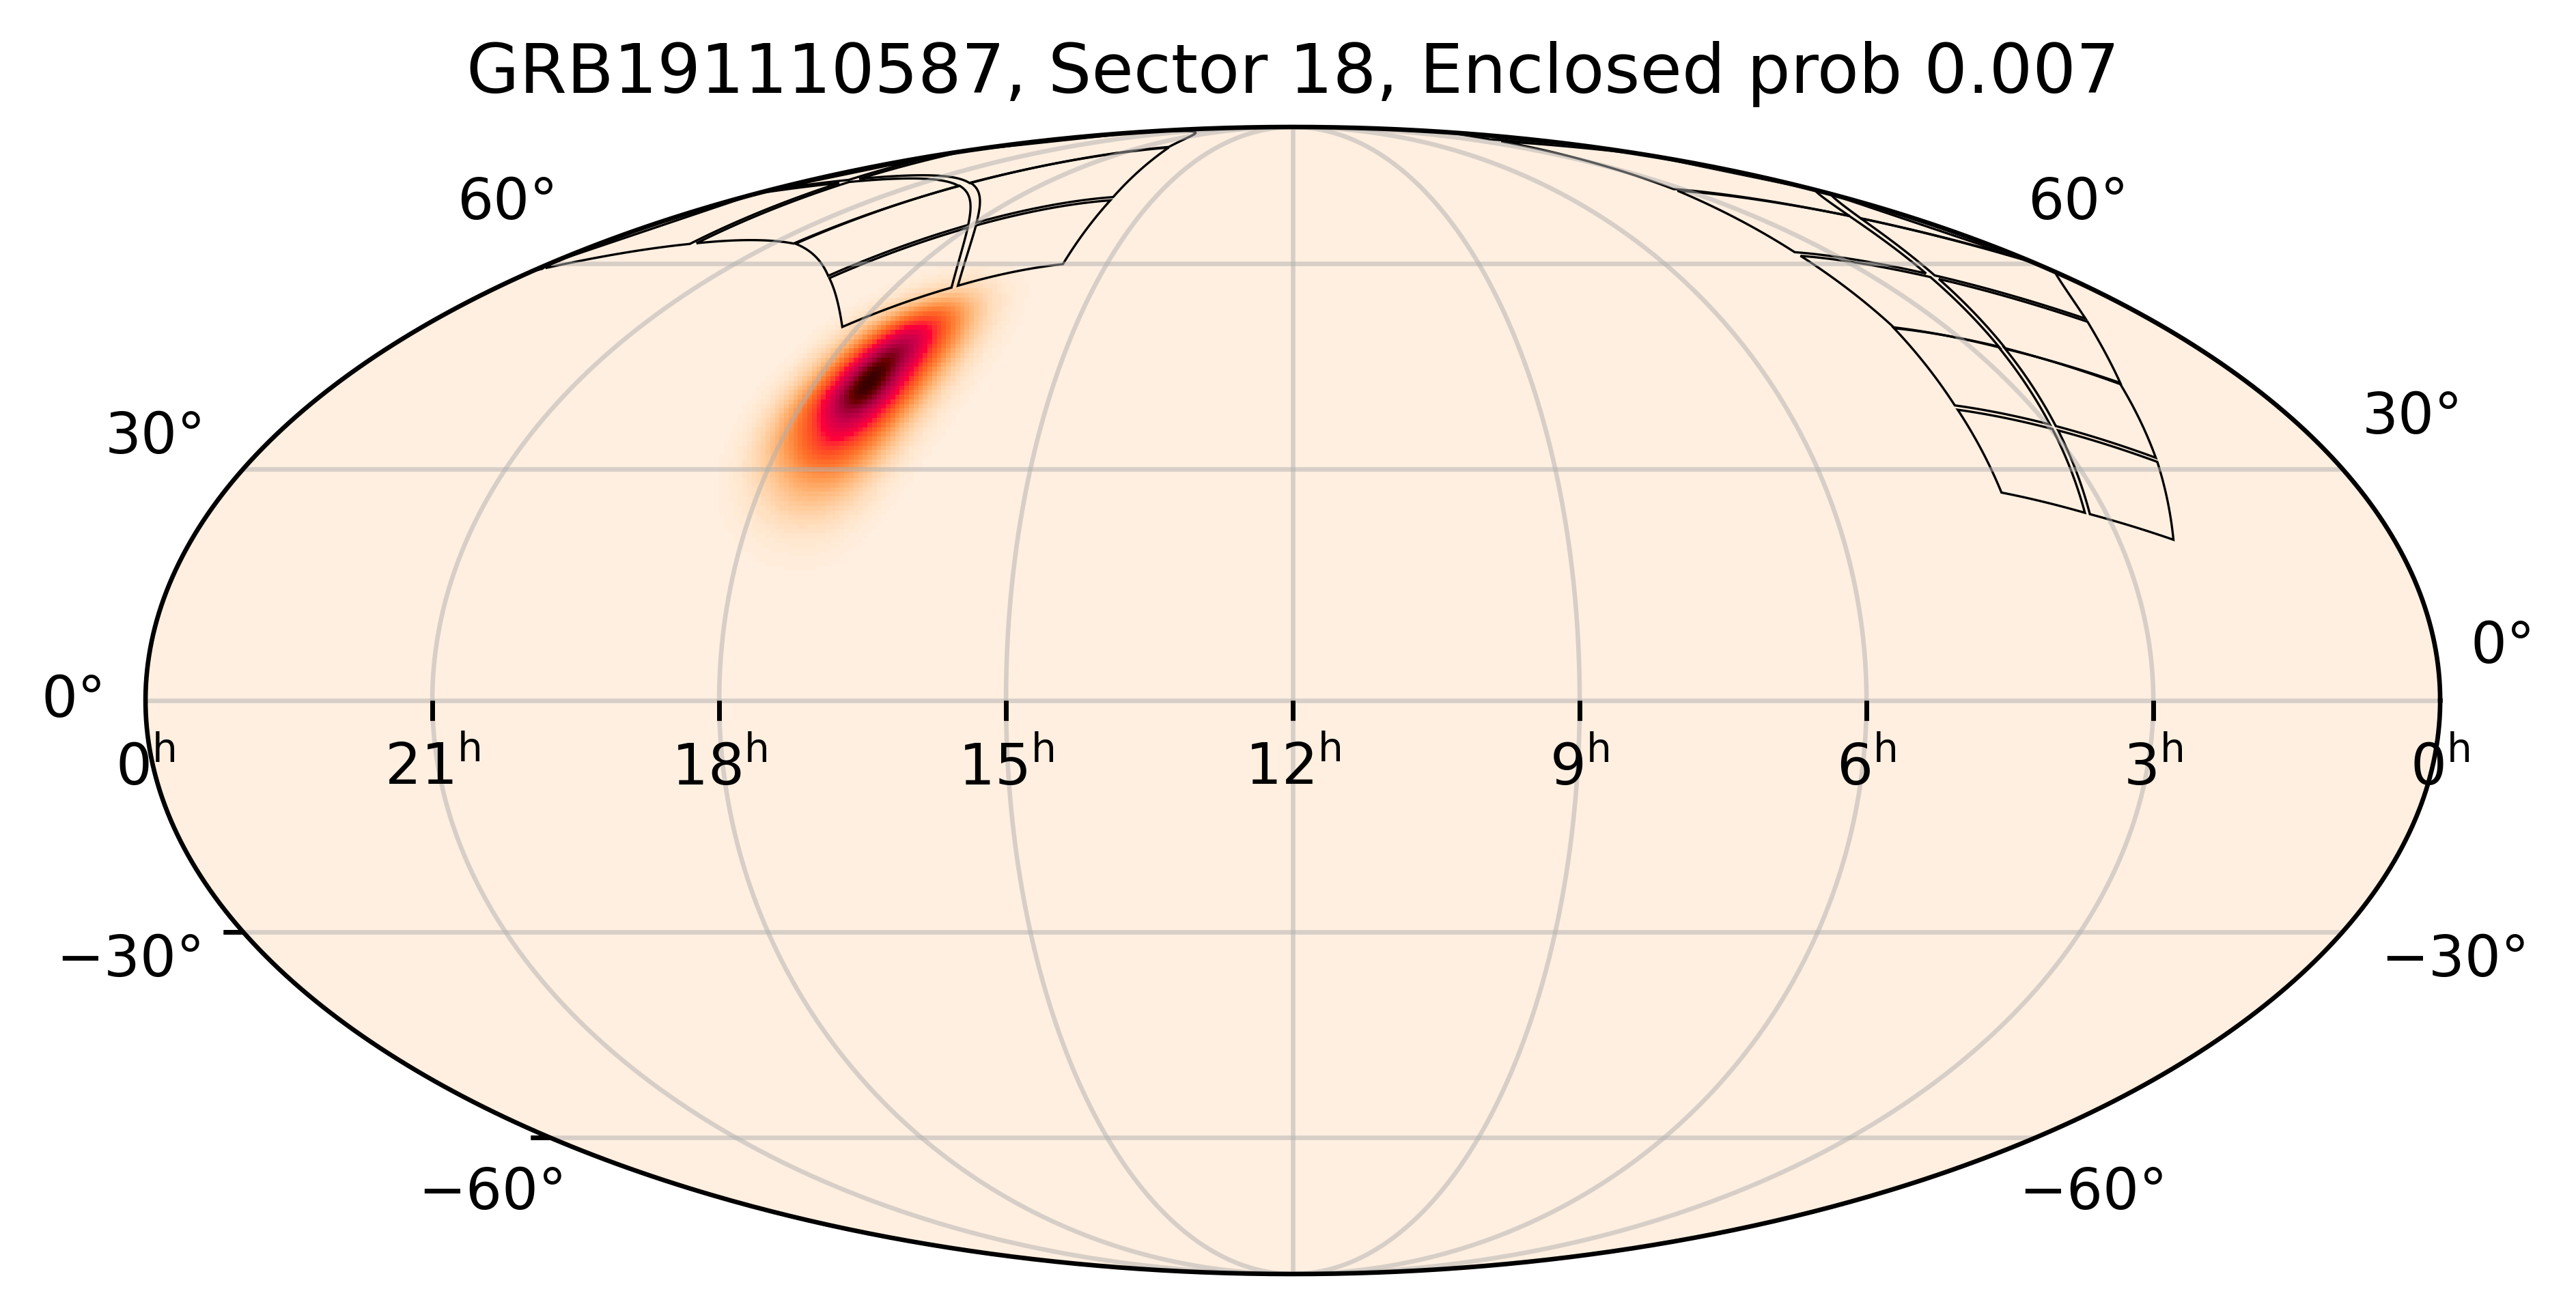 GRB191110587, Sector 18, Enclosed prob 0.007
60° 60°
30° 30°
0° 0°
0ʰ 21ʰ 18ʰ 15ʰ 12ʰ 9ʰ 6ʰ 3ʰ 0ʰ
−30° −30°
−60° −60°